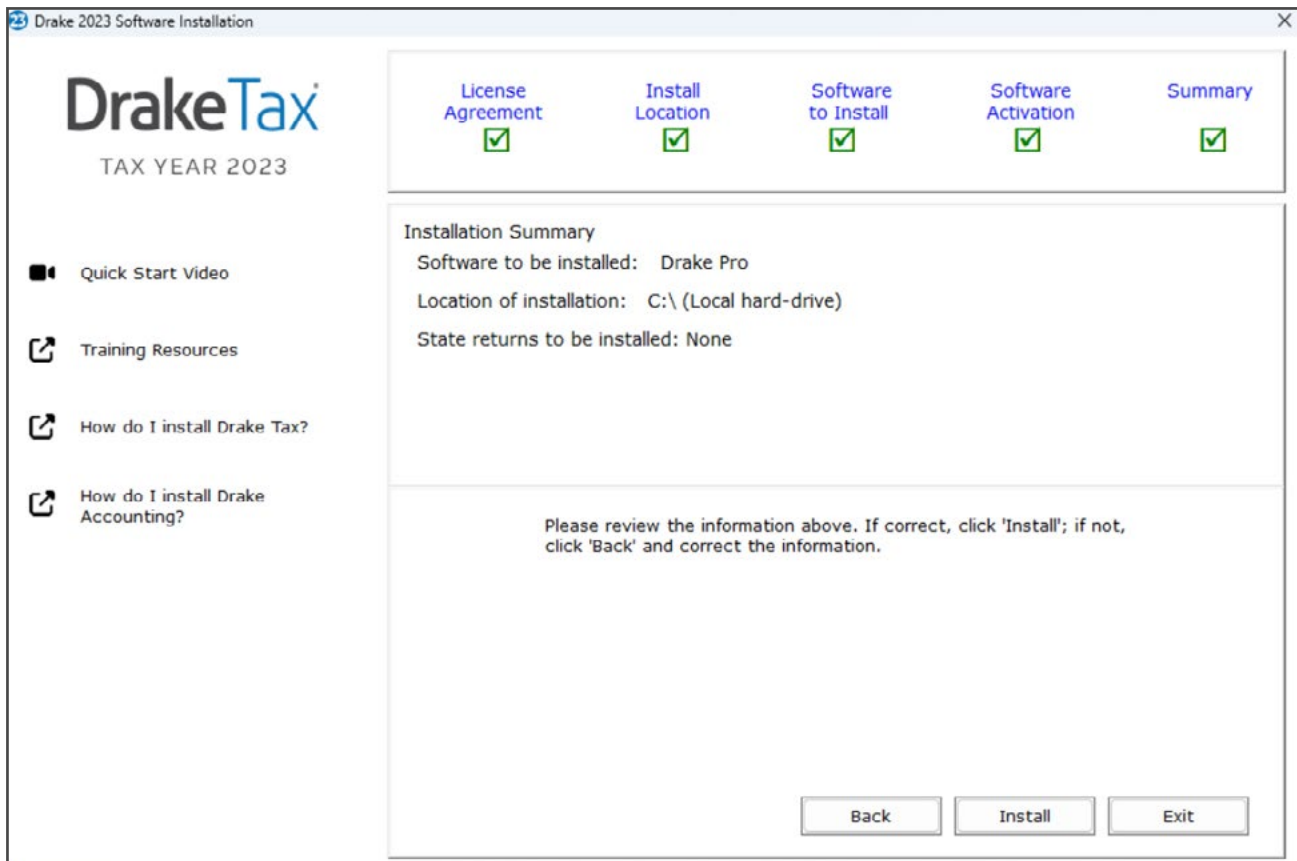 23 Drake 2023 Software Installation
DrakeTax
TAX YEAR 2023
Quick Start Video
Training Resources
How do I install Drake Tax?
How do I install Drake
Accounting?
License
Agreement
Install
Location
Software
to Install
Software
Activation
Summary
Installation Summary
Software to be installed: Drake Pro
Location of installation: C:\ (Local hard-drive)
State returns to be installed: None
Please review the information above. If correct, click 'Install'; if not,
click 'Back' and correct the information.
Back
Install
Exit